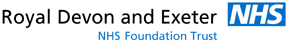 Royal Devon and Exeter NHS
NHS Foundation Trust